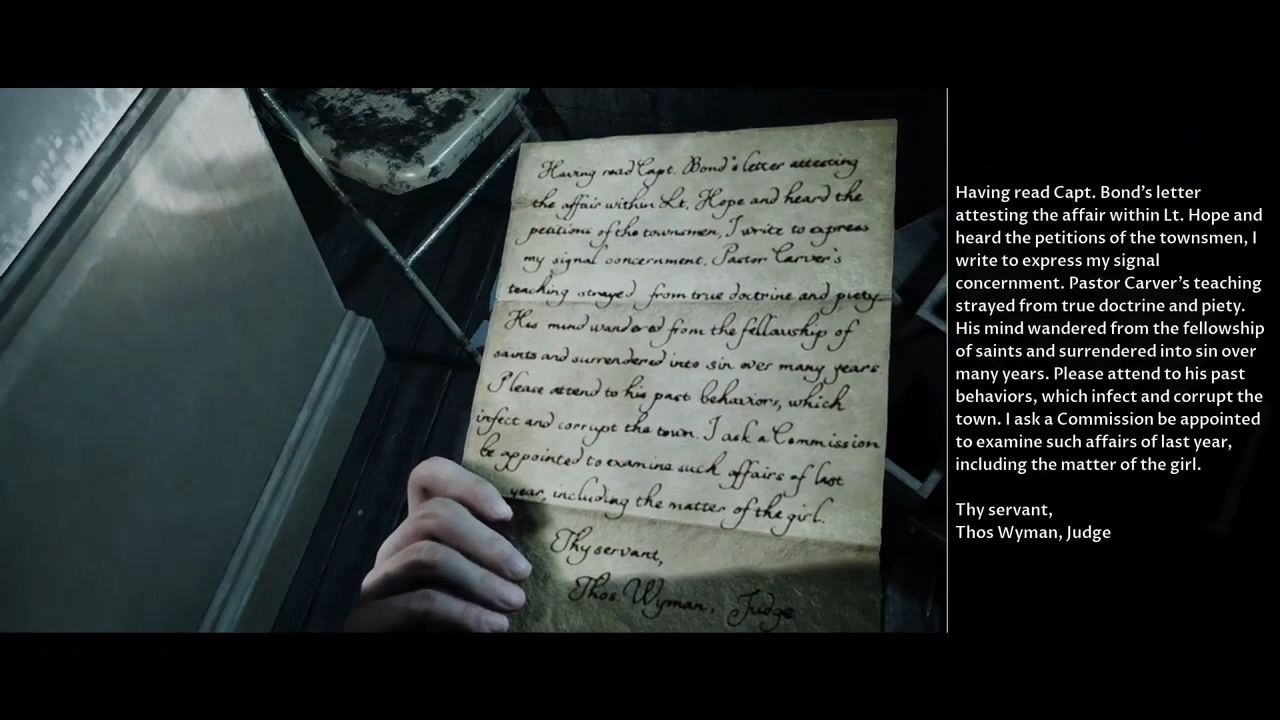 Having read Capt. Bond's letter attesting
the affair within Lt. Hope and heard the
petitions of the townsmen, I write to express
my signal concernment. Pastor Carver's
teaching strayed from true doctrine and piety.
His mind wandered from the fellowship of
saints and surrendered into sin over many years.
Please attend to his past behaviors, which
infect and corrupt the town. I ask a Commission
be appointed to examine such affairs of last
year, including the matter of the girl.
Thy servant,
Thos. Wyman, Judge
Having read Capt. Bond's letter
attesting the affair within Lt. Hope and
heard the petitions of the townsmen, I
write to express my signal
concernment. Pastor Carver's teaching
strayed from true doctrine and piety.
His mind wandered from the fellowship
of saints and surrendered into sin over
many years. Please attend to his past
behaviors, which infect and corrupt the
town. I ask a Commission be appointed
to examine such affairs of last year,
including the matter of the girl.
Thy servant,
Thos Wyman, Judge